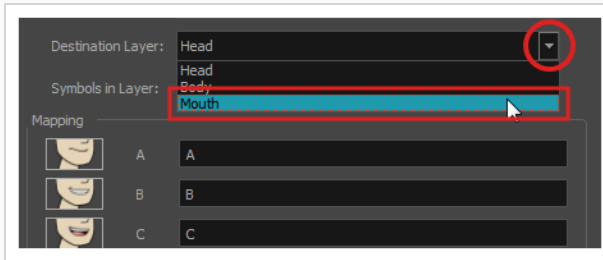 Destination Layer: Head
Head
Symbols in Layer: Body
Mouth
Mapping
A A
B B
C C